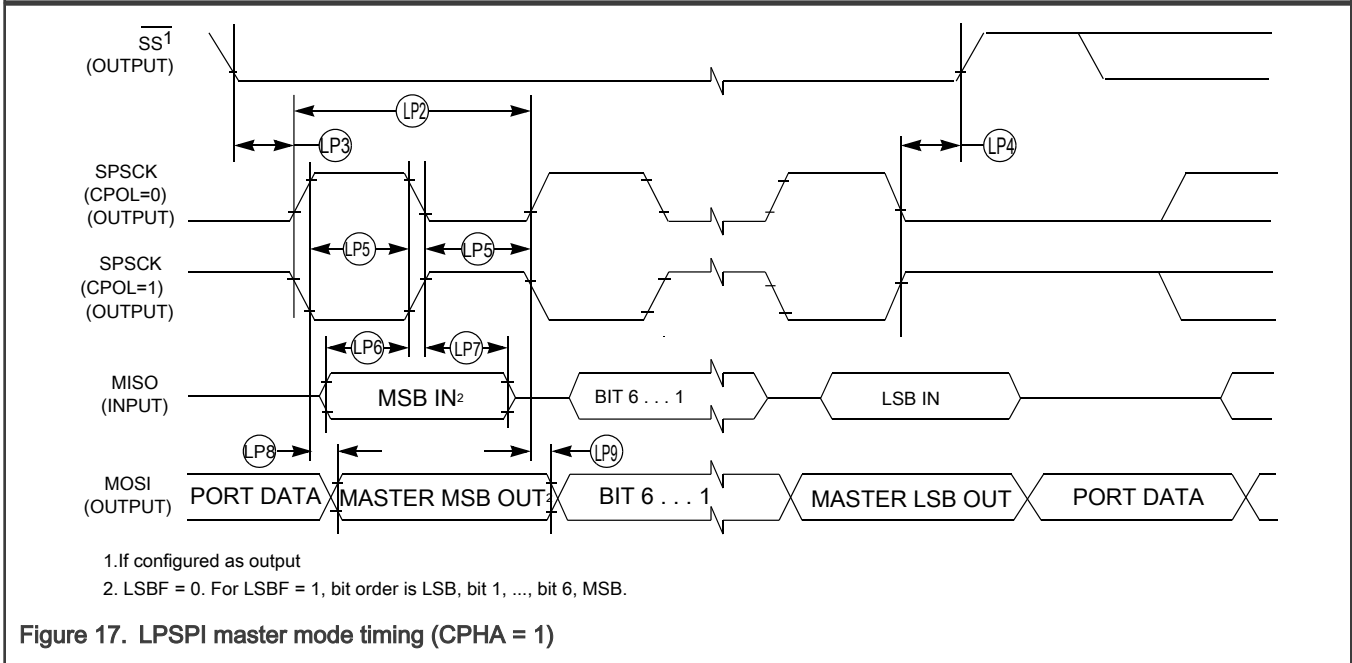 SS1
(OUTPUT)
LP2
LP3
LP4
SPSCK
(CPOL=0)
(OUTPUT)
LP5
LP5
SPSCK
(CPOL=1)
(OUTPUT)
LP6
LP7
MISO
(INPUT)
MSB IN2
BIT 6 . . . 1
LSB IN
LP8
LP9
MOSI
(OUTPUT)
PORT DATA
MASTER MSB OUT2
BIT 6 . . . 1
MASTER LSB OUT
PORT DATA
1.If configured as output
2. LSBF = 0. For LSBF = 1, bit order is LSB, bit 1, ..., bit 6, MSB.
Figure 17. LPSPI master mode timing (CPHA = 1)